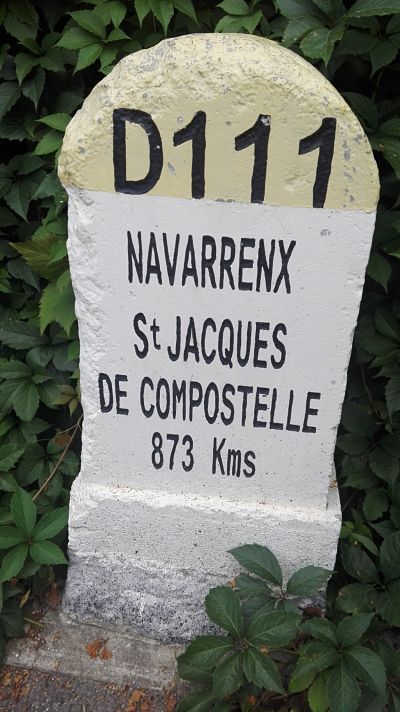 D111
NAVARRENX
St JACQUES
DE COMPOSTELLE
873 Kms